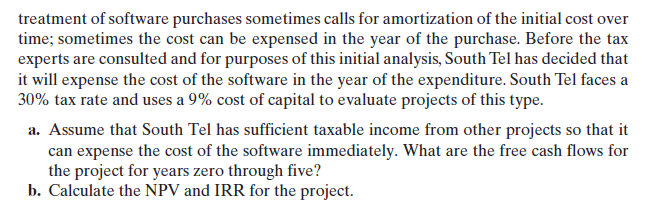 treatment of software purchases sometimes calls for amortization of the initial cost over
time; sometimes the cost can be expensed in the year of the purchase. Before the tax
experts are consulted and for purposes of this initial analysis, South Tel has decided that
it will expense the cost of the software in the year of the expenditure. South Tel faces a
30% tax rate and uses a 9% cost of capital to evaluate projects of this type.
a. Assume that South Tel has sufficient taxable income from other projects so that it
can expense the cost of the software immediately. What are the free cash flows for
the project for years zero through five?
b. Calculate the NPV and IRR for the project.